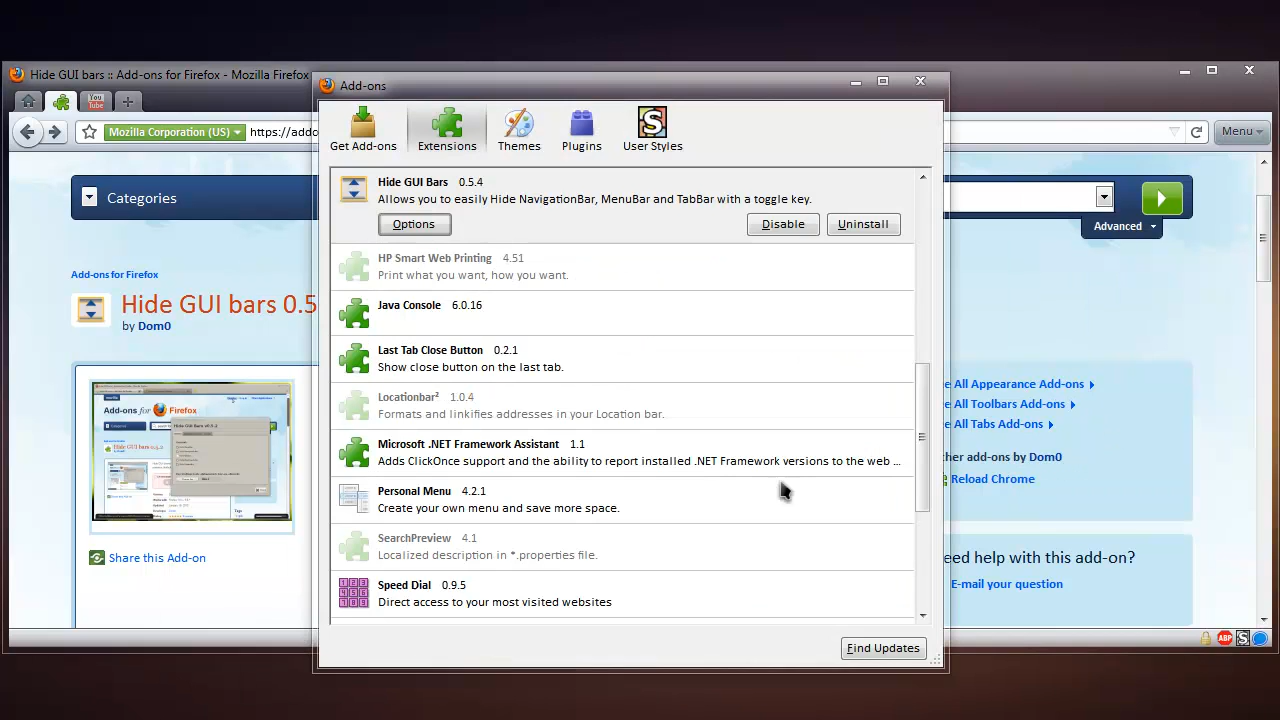 Hide GUI bars :: Add-ons for Firefox - Mozilla Firefox
Mozilla Corporation (US)
https://addo
Menu
Categories
Advanced
Add-ons for Firefox
Hide GUI bars 0.5
by Dom0
Share this Add-on
Add-ons
Get Add-ons
Extensions
Themes
Plugins
User Styles
Hide GUI Bars 0.5.4
Allows you to easily Hide NavigationBar, MenuBar and TabBar with a toggle key.
Options
Disable
Uninstall
HP Smart Web Printing 4.51
Print what you want, how you want.
Java Console 6.0.16
Last Tab Close Button 0.2.1
Show close button on the last tab.
Locationbar² 1.0.4
Formats and linkifies addresses in your Location bar.
Microsoft .NET Framework Assistant 1.1
Adds ClickOnce support and the ability to report installed .NET Framework versions to the
Personal Menu 4.2.1
Create your own menu and save more space.
SearchPreview 4.1
Localized description in *.properties file.
Speed Dial 0.9.5
Direct access to your most visited websites
Find Updates
All Appearance Add-ons
All Toolbars Add-ons
All Tabs Add-ons
her add-ons by Dom0
Reload Chrome
eed help with this add-on?
E-mail your question
ABP